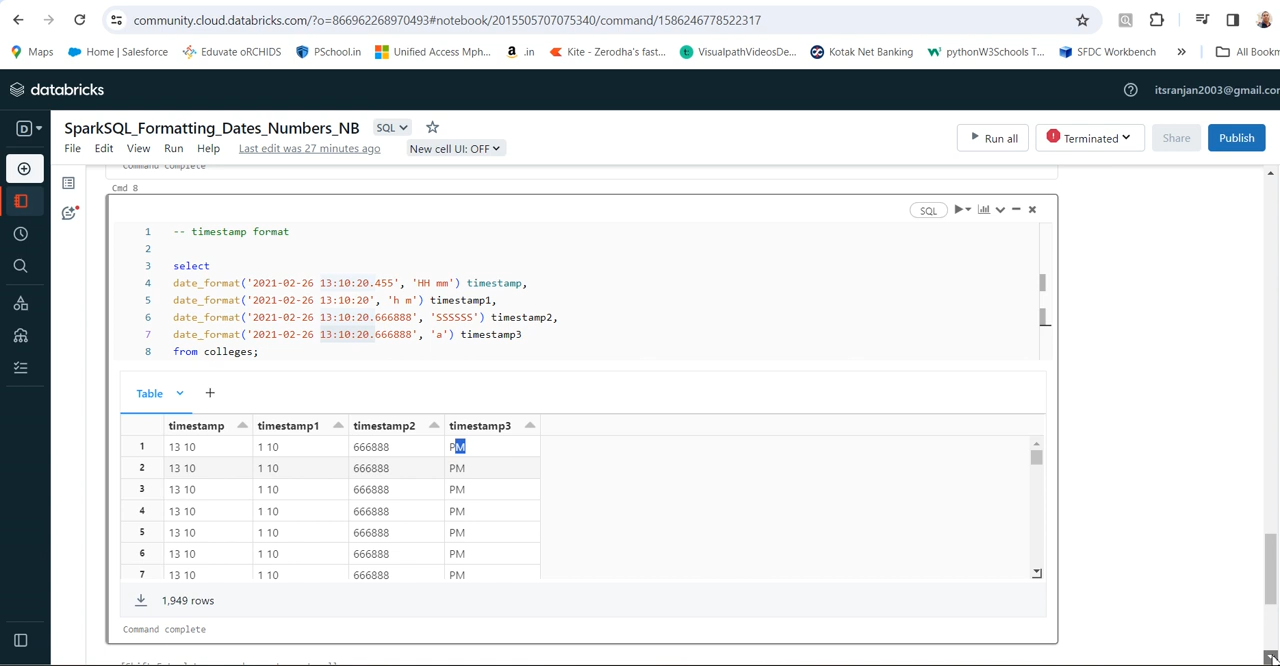 community.cloud.databricks.com/?o=866962268970493#notebook/2015505707075340/command/1586246778522317
Maps Home | Salesforce Eduvate oRCHIDS PSchool.in Unified Access Mph... .in Kite - Zerodha's fast... VisualpathVideosDe... Kotak Net Banking pythonW3Schools T... SFDC Workbench » All Bookm
databricks itsranjan2003@gmail.cor
D SparkSQL_Formatting_Dates_Numbers_NB SQL
File Edit View Run Help Last edit was 27 minutes ago New cell UI: OFF Run all Terminated Share Publish
Command complete
Cmd 8
SQL
1 -- timestamp format
2
3 select
4 date_format('2021-02-26 13:10:20.455', 'HH mm') timestamp,
5 date_format('2021-02-26 13:10:20', 'h m') timestamp1,
6 date_format('2021-02-26 13:10:20.666888', 'SSSSSS') timestamp2,
7 date_format('2021-02-26 13:10:20.666888', 'a') timestamp3
8 from colleges;
Table +
timestamp timestamp1 timestamp2 timestamp3
1 13 10 1 10 666888 PM
2 13 10 1 10 666888 PM
3 13 10 1 10 666888 PM
4 13 10 1 10 666888 PM
5 13 10 1 10 666888 PM
6 13 10 1 10 666888 PM
7 13 10 1 10 666888 PM
1,949 rows
Command complete